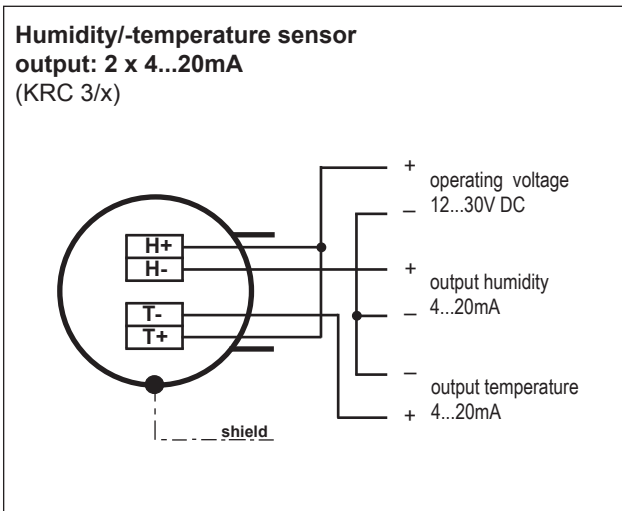 Humidity/-temperature sensor
output: 2 x 4...20mA
(KRC 3/x)
+
operating voltage
– 12...30V DC
H+
H-
+
output humidity
– 4...20mA
T-
T+
–
output temperature
+ 4...20mA
shield